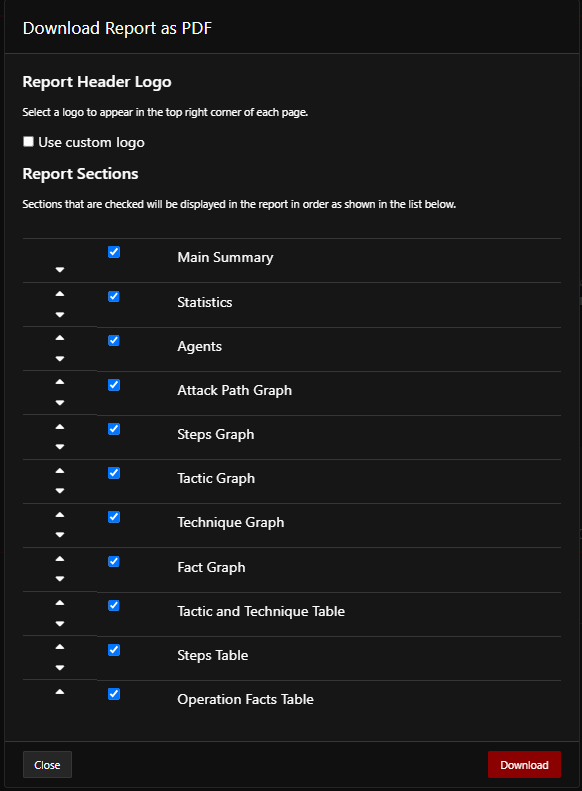 Download Report as PDF
Report Header Logo
Select a logo to appear in the top right corner of each page.
Use custom logo
Report Sections
Sections that are checked will be displayed in the report in order as shown in the list below.
Main Summary
Statistics
Agents
Attack Path Graph
Steps Graph
Tactic Graph
Technique Graph
Fact Graph
Tactic and Technique Table
Steps Table
Operation Facts Table
Close
Download